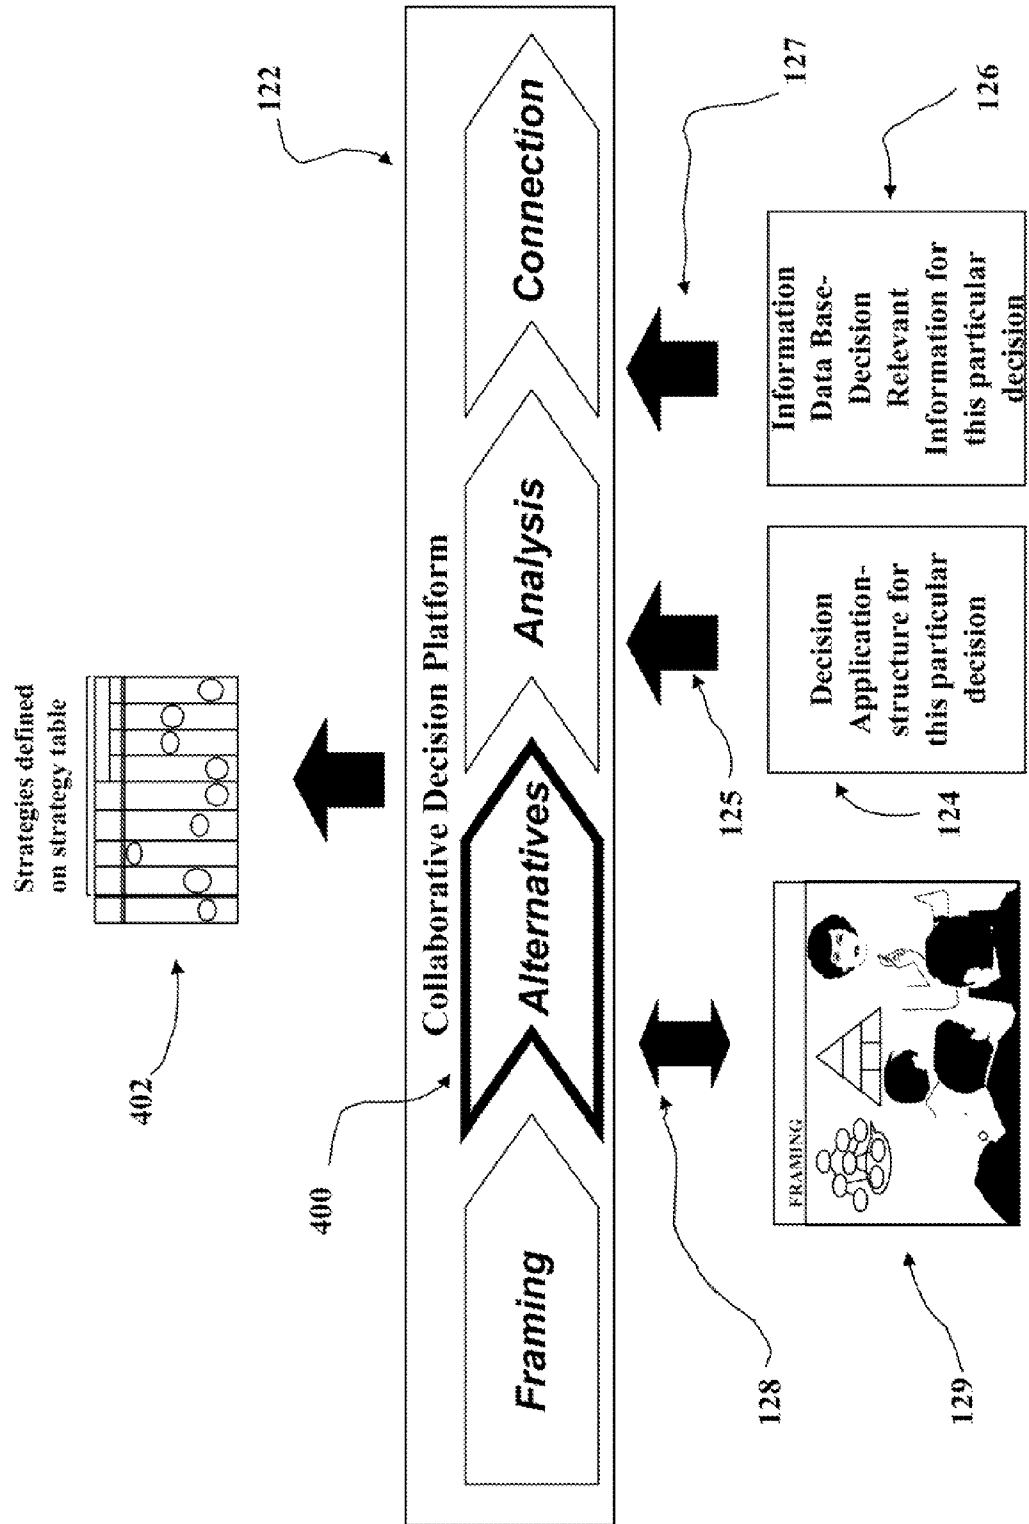 Strategies defined
on strategy table
402
122
400
Collaborative Decision Platform
Framing
Alternatives
Analysis
Connection
128
125
127
FRAMING
129
Decision
Application-
structure for
this particular
decision
124
Information
Data Base-
Decision
Relevant
Information for
this particular
decision
126